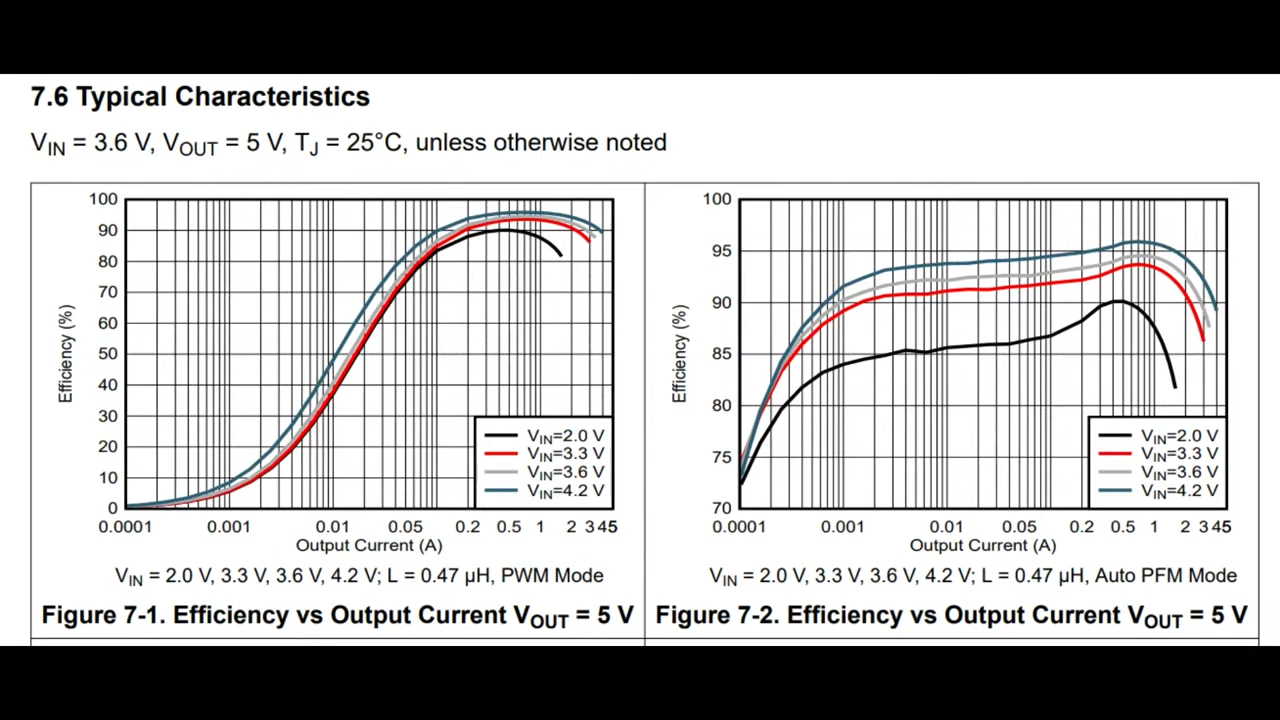 7.6 Typical Characteristics
VIN = 3.6 V, VOUT = 5 V, TJ = 25°C, unless otherwise noted
100
90
80
70
60
50
40
30
20
10
0
Efficiency (%)
VIN=2.0 V
VIN=3.3 V
VIN=3.6 V
VIN=4.2 V
0.0001 0.001 0.01 0.05 0.2 0.5 1 2 3 4 5
Output Current (A)
VIN = 2.0 V, 3.3 V, 3.6 V, 4.2 V; L = 0.47 µH, PWM Mode
Figure 7-1. Efficiency vs Output Current VOUT = 5 V
100
95
90
85
80
75
70
Efficiency (%)
VIN=2.0 V
VIN=3.3 V
VIN=3.6 V
VIN=4.2 V
0.0001 0.001 0.01 0.05 0.2 0.5 1 2 3 4 5
Output Current (A)
VIN = 2.0 V, 3.3 V, 3.6 V, 4.2 V; L = 0.47 µH, Auto PFM Mode
Figure 7-2. Efficiency vs Output Current VOUT = 5 V